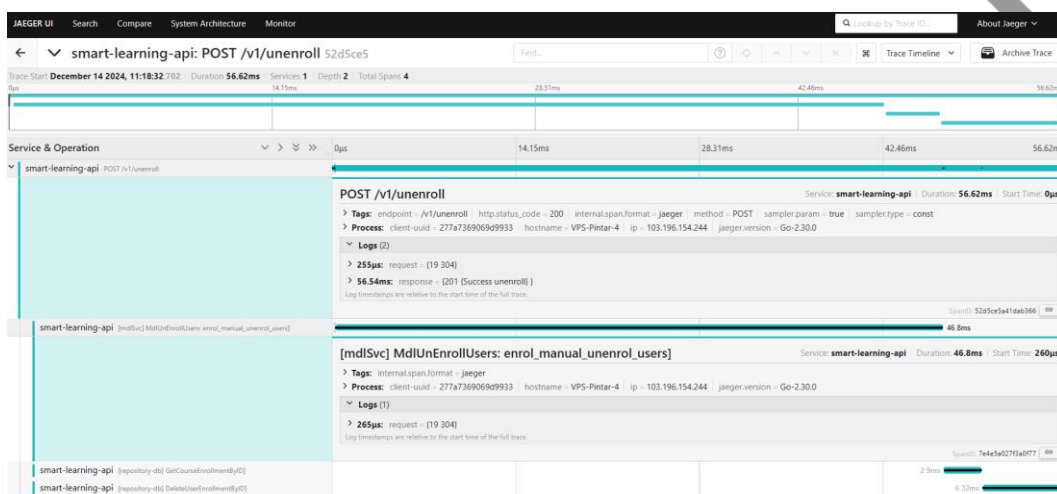 JAEGER UI Search Compare System Architecture Monitor Lookup by Trace ID... About Jaeger
smart-learning-api: POST /v1/unenroll 52d5ce5 Find... Trace Timeline Archive Trace
Trace Start December 14 2024, 11:18:32.702 Duration 56.62ms Services 1 Depth 2 Total Spans 4
0μs 14.15ms 28.31ms 42.46ms 56.62m
Service & Operation 0μs 14.15ms 28.31ms 42.46ms 56.62m
smart-learning-api POST /v1/unenroll
POST /v1/unenroll Service: smart-learning-api Duration: 56.62ms Start Time: 0μs
Tags: endpoint = /v1/unenroll http.status_code = 200 internal.span.format = jaeger method = POST sampler.param = true sampler.type = const
Process: client-uuid = 277a7369069d9933 hostname = VPS-Pintar-4 ip = 103.196.154.244 jaeger.version = Go-2.30.0
Logs (2)
255μs: request = {19 304}
56.54ms: response = {201 {Success unenroll} }
Log timestamps are relative to the start time of the full trace.
SpanID: 52d5ce5a41dab366
smart-learning-api [mdlSvc] MdlUnEnrollUsers: enrol_manual_unenrol_users] 46.8ms
[mdlSvc] MdlUnEnrollUsers: enrol_manual_unenrol_users] Service: smart-learning-api Duration: 46.8ms Start Time: 260μs
Tags: internal.span.format = jaeger
Process: client-uuid = 277a7369069d9933 hostname = VPS-Pintar-4 ip = 103.196.154.244 jaeger.version = Go-2.30.0
Logs (1)
265μs: request = {19 304}
Log timestamps are relative to the start time of the full trace.
SpanID: 7e4e5a027f3a0f77
smart-learning-api [repository-db] GetCourseEnrollmentByID] 2.9ms
smart-learning-api [repository-db] DeleteUserEnrollmentByID] 6.32ms